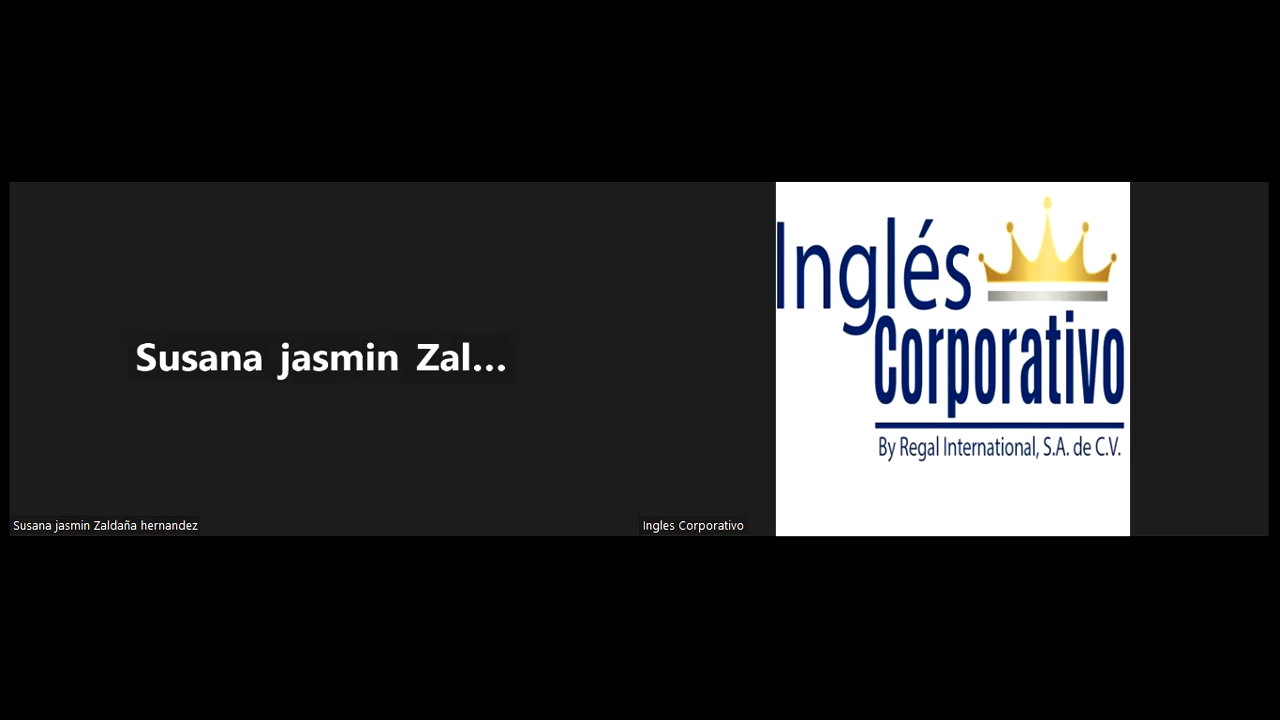 Susana jasmin Zal...
Susana jasmin Zaldaña hernandez
Ingles Corporativo
Inglés
Corporativo
By Regal International, S.A. de C.V.